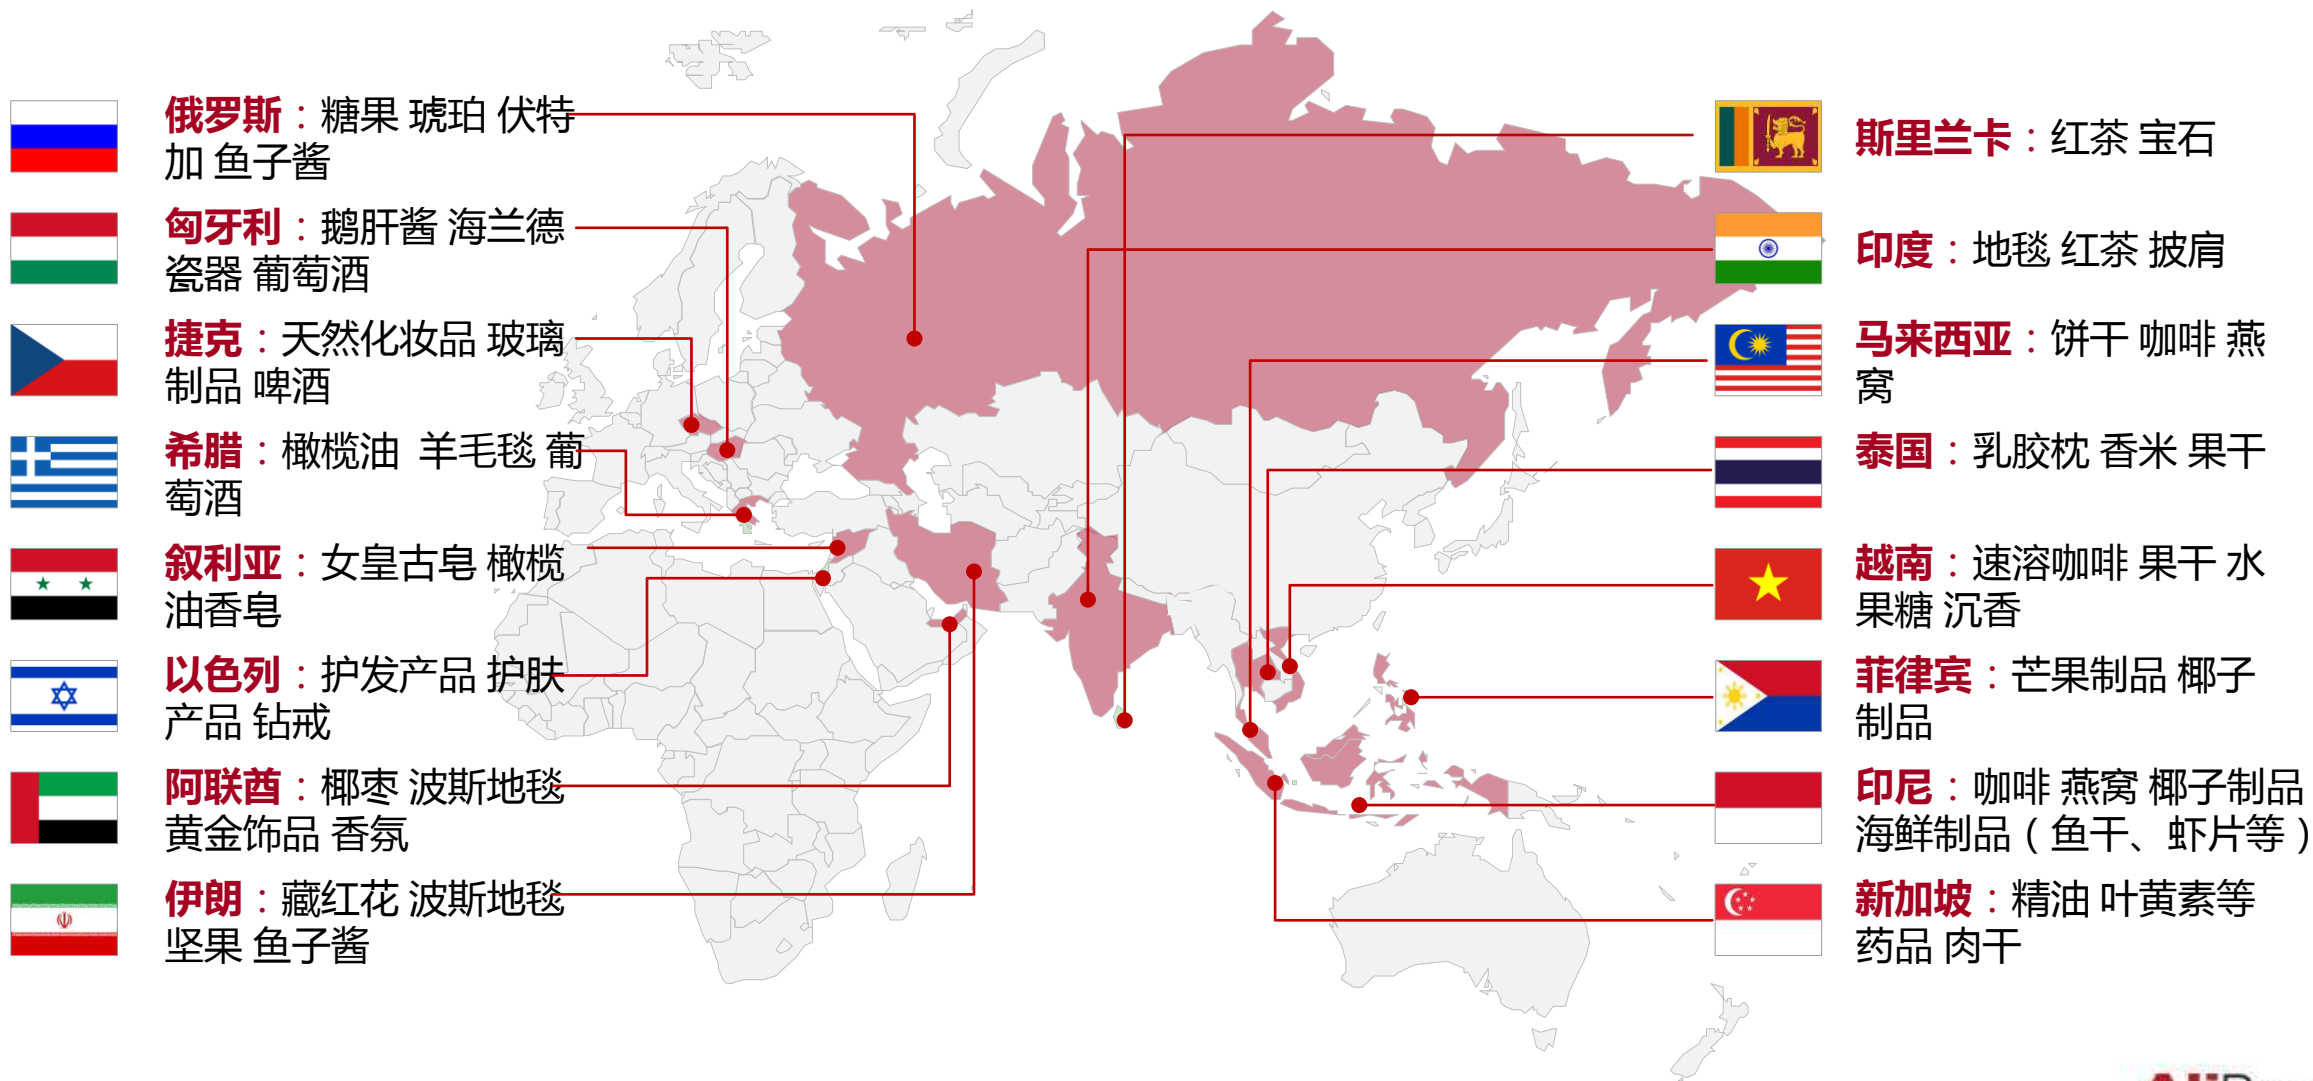 俄罗斯：糖果 琥珀 伏特
加 鱼子酱
匈牙利：鹅肝酱 海兰德
瓷器 葡萄酒
捷克：天然化妆品 玻璃
制品 啤酒
希腊：橄榄油 羊毛毯 葡
萄酒
叙利亚：女皇古皂 橄榄
油香皂
以色列：护发产品 护肤
产品 钻戒
阿联酋：椰枣 波斯地毯
黄金饰品 香氛
伊朗：藏红花 波斯地毯
坚果 鱼子酱
斯里兰卡：红茶 宝石
印度：地毯 红茶 披肩
马来西亚：饼干 咖啡 燕
窝
泰国：乳胶枕 香米 果干
越南：速溶咖啡 果干 水
果糖 沉香
菲律宾：芒果制品 椰子
制品
印尼：咖啡 燕窝 椰子制品
海鲜制品（鱼干、虾片等）
新加坡：精油 叶黄素等
药品 肉干